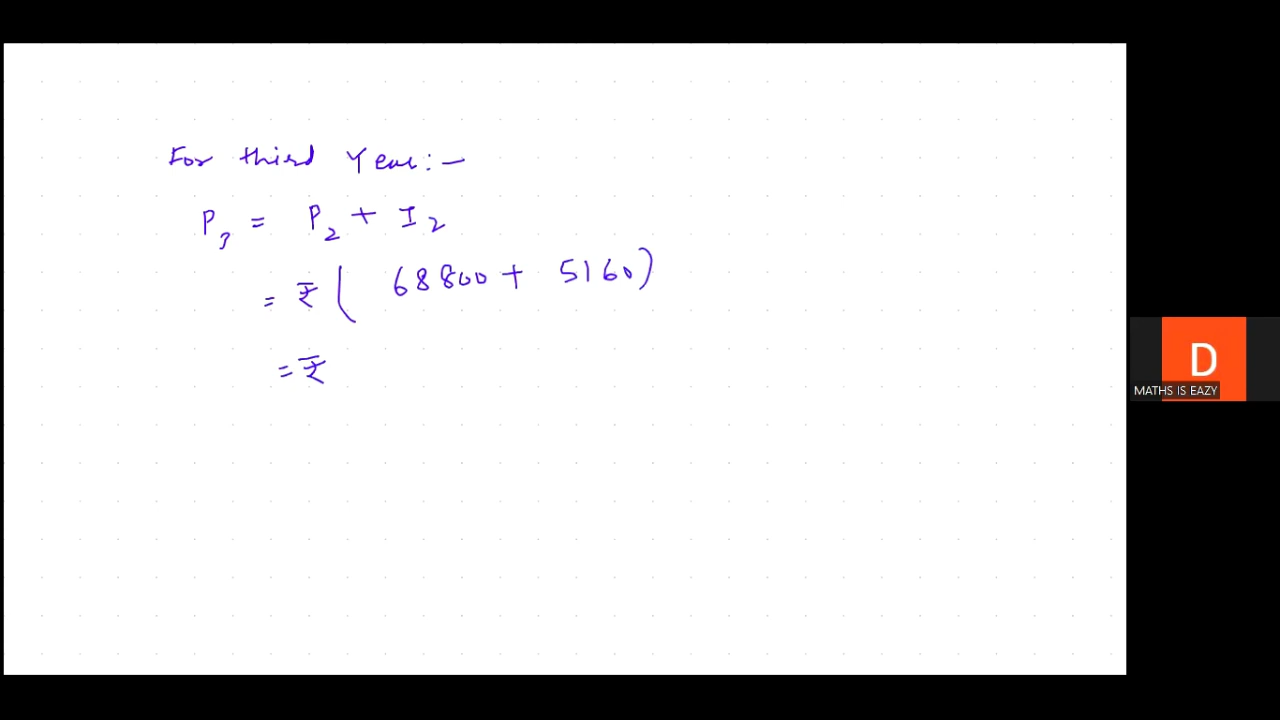 For third Year:-
P3 = P2 + I2
= ₹ ( 68800 + 5160)
= ₹
D
MATHS IS EAZY